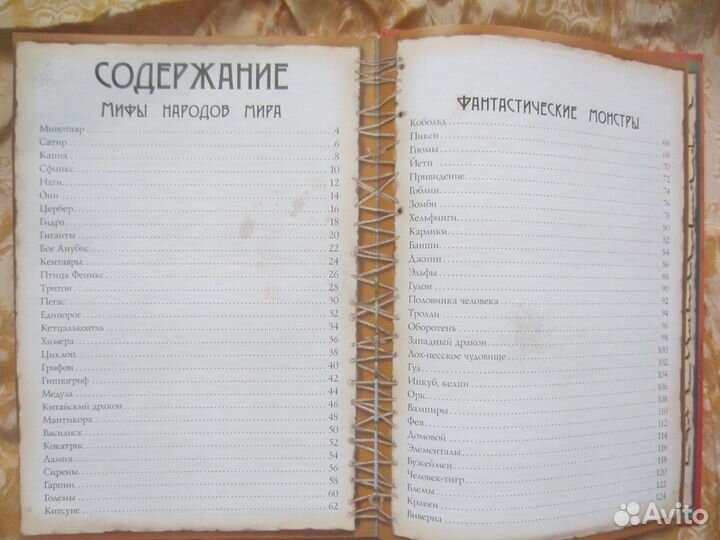 СОДЕРЖАНИЕ
МИФЫ НАРОДОВ МИРА
Минотавр 4
Сатир 6
Каппа 8
Сфинкс 10
Наги 12
Óни 14
Цербер 16
Гидра 18
Гиганты 20
Бог Анубис 22
Кентавры 24
Птица Феникс 26
Тритон 28
Пегас 30
Единорог 32
Кетцалькоатль 34
Химера 36
Циклоп 38
Грифон 40
Гиппогриф 42
Медуза 44
Китайский дракон 46
Мантикора 48
Василиск 50
Кокатрис 52
Ламия 54
Сирены 56
Гарпии 58
Големы 60
Китсуне 62
ФАНТАСТИЧЕСКИЕ МОНСТРЫ
Кобольд 66
Пикси 68
Гномы 70
Йети 72
Привидение 74
Гоблин 76
Зомби 78
Хельфинги 80
Карлики 82
Банши 84
Джинн 86
Эльфы 88
Гулон 90
Половинка человека 92
Тролли 94
Оборотень 96
Западный дракон 98
Лох-несское чудовище 100
Гул 102
Инкуб, келпи 104
Орк 106
Вампиры 108
Фея 110
Домовой 112
Элементалы 114
Бужеймен 116
Человек-тигр 118
Блемы 120
Кракен 122
Виверна 124
Avito